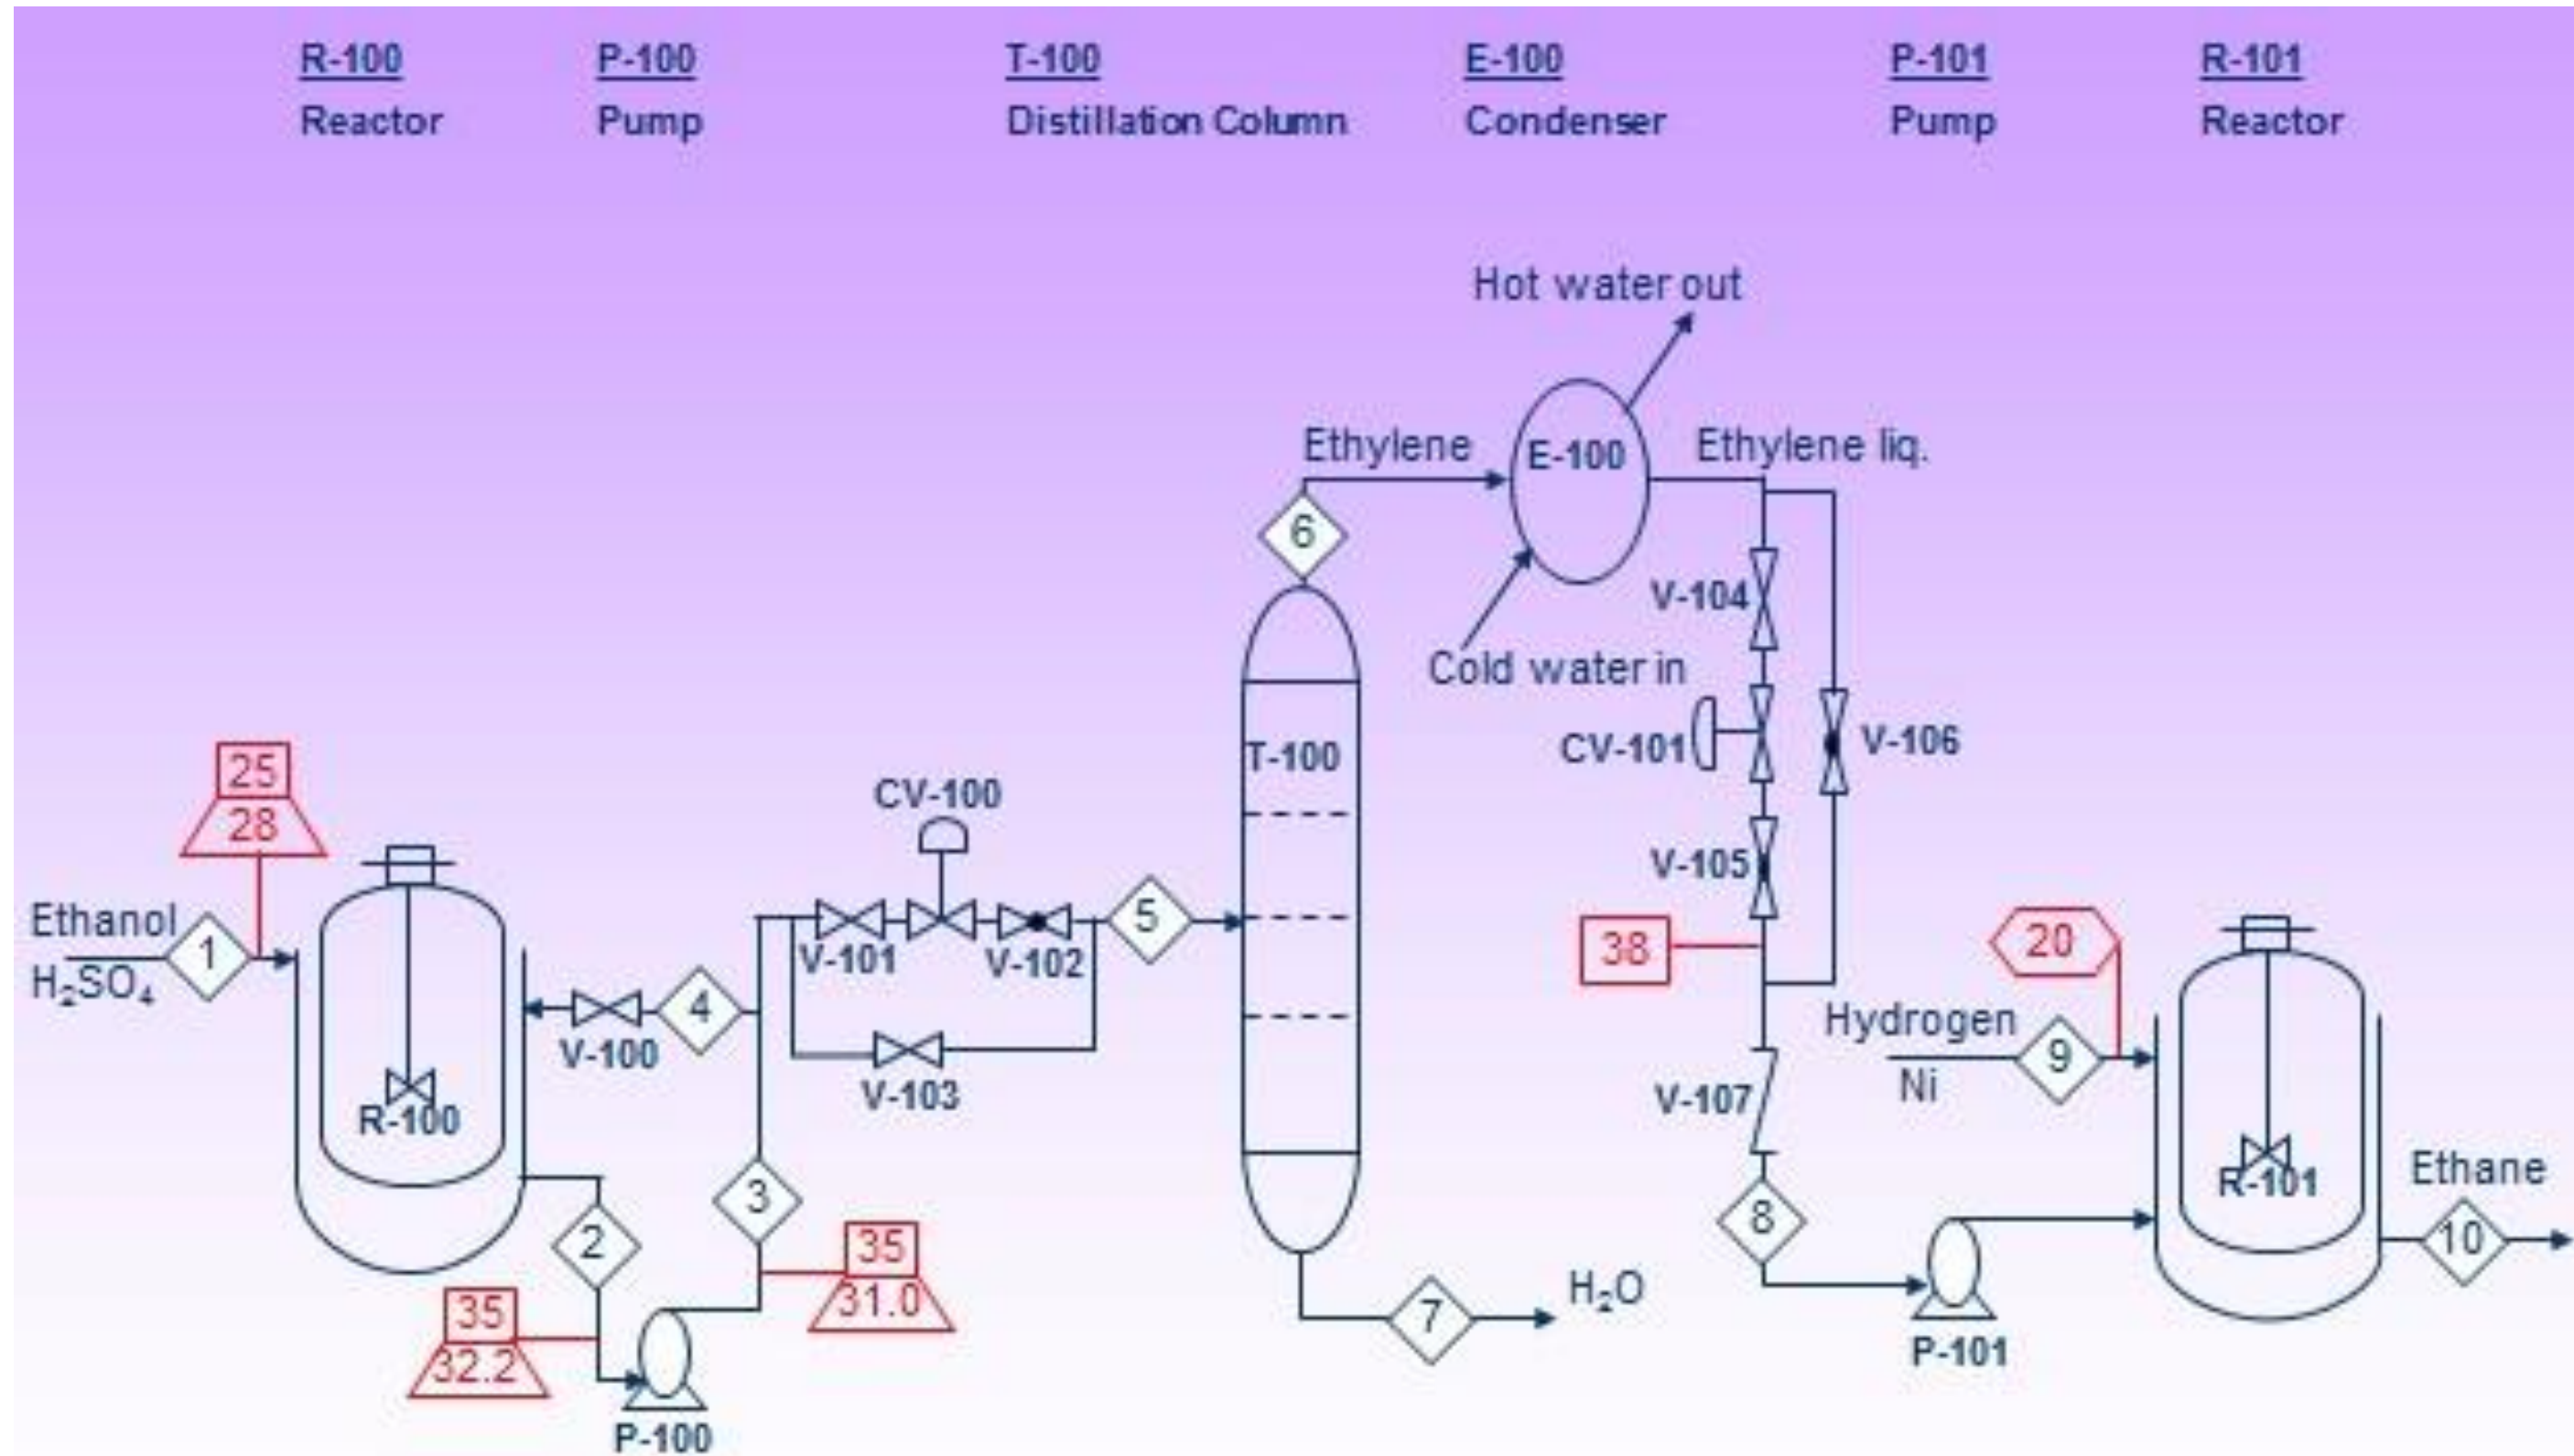 R-100 P-100 T-100 E-100 P-101 R-101
Reactor Pump Distillation Column Condenser Pump Reactor
Hot water out
Ethylene
E-100
Ethylene liq.
6
V-104
Cold water in
CV-101
V-106
T-100
25
28
CV-100
V-105
Ethanol
1
H₂SO₄
5
V-101
V-102
38
20
4
V-100
Hydrogen
9
Ni
V-103
V-107
R-100
R-101
Ethane
3
8
2
10
35
31.0
35
32.2
7
H₂O
P-101
P-100